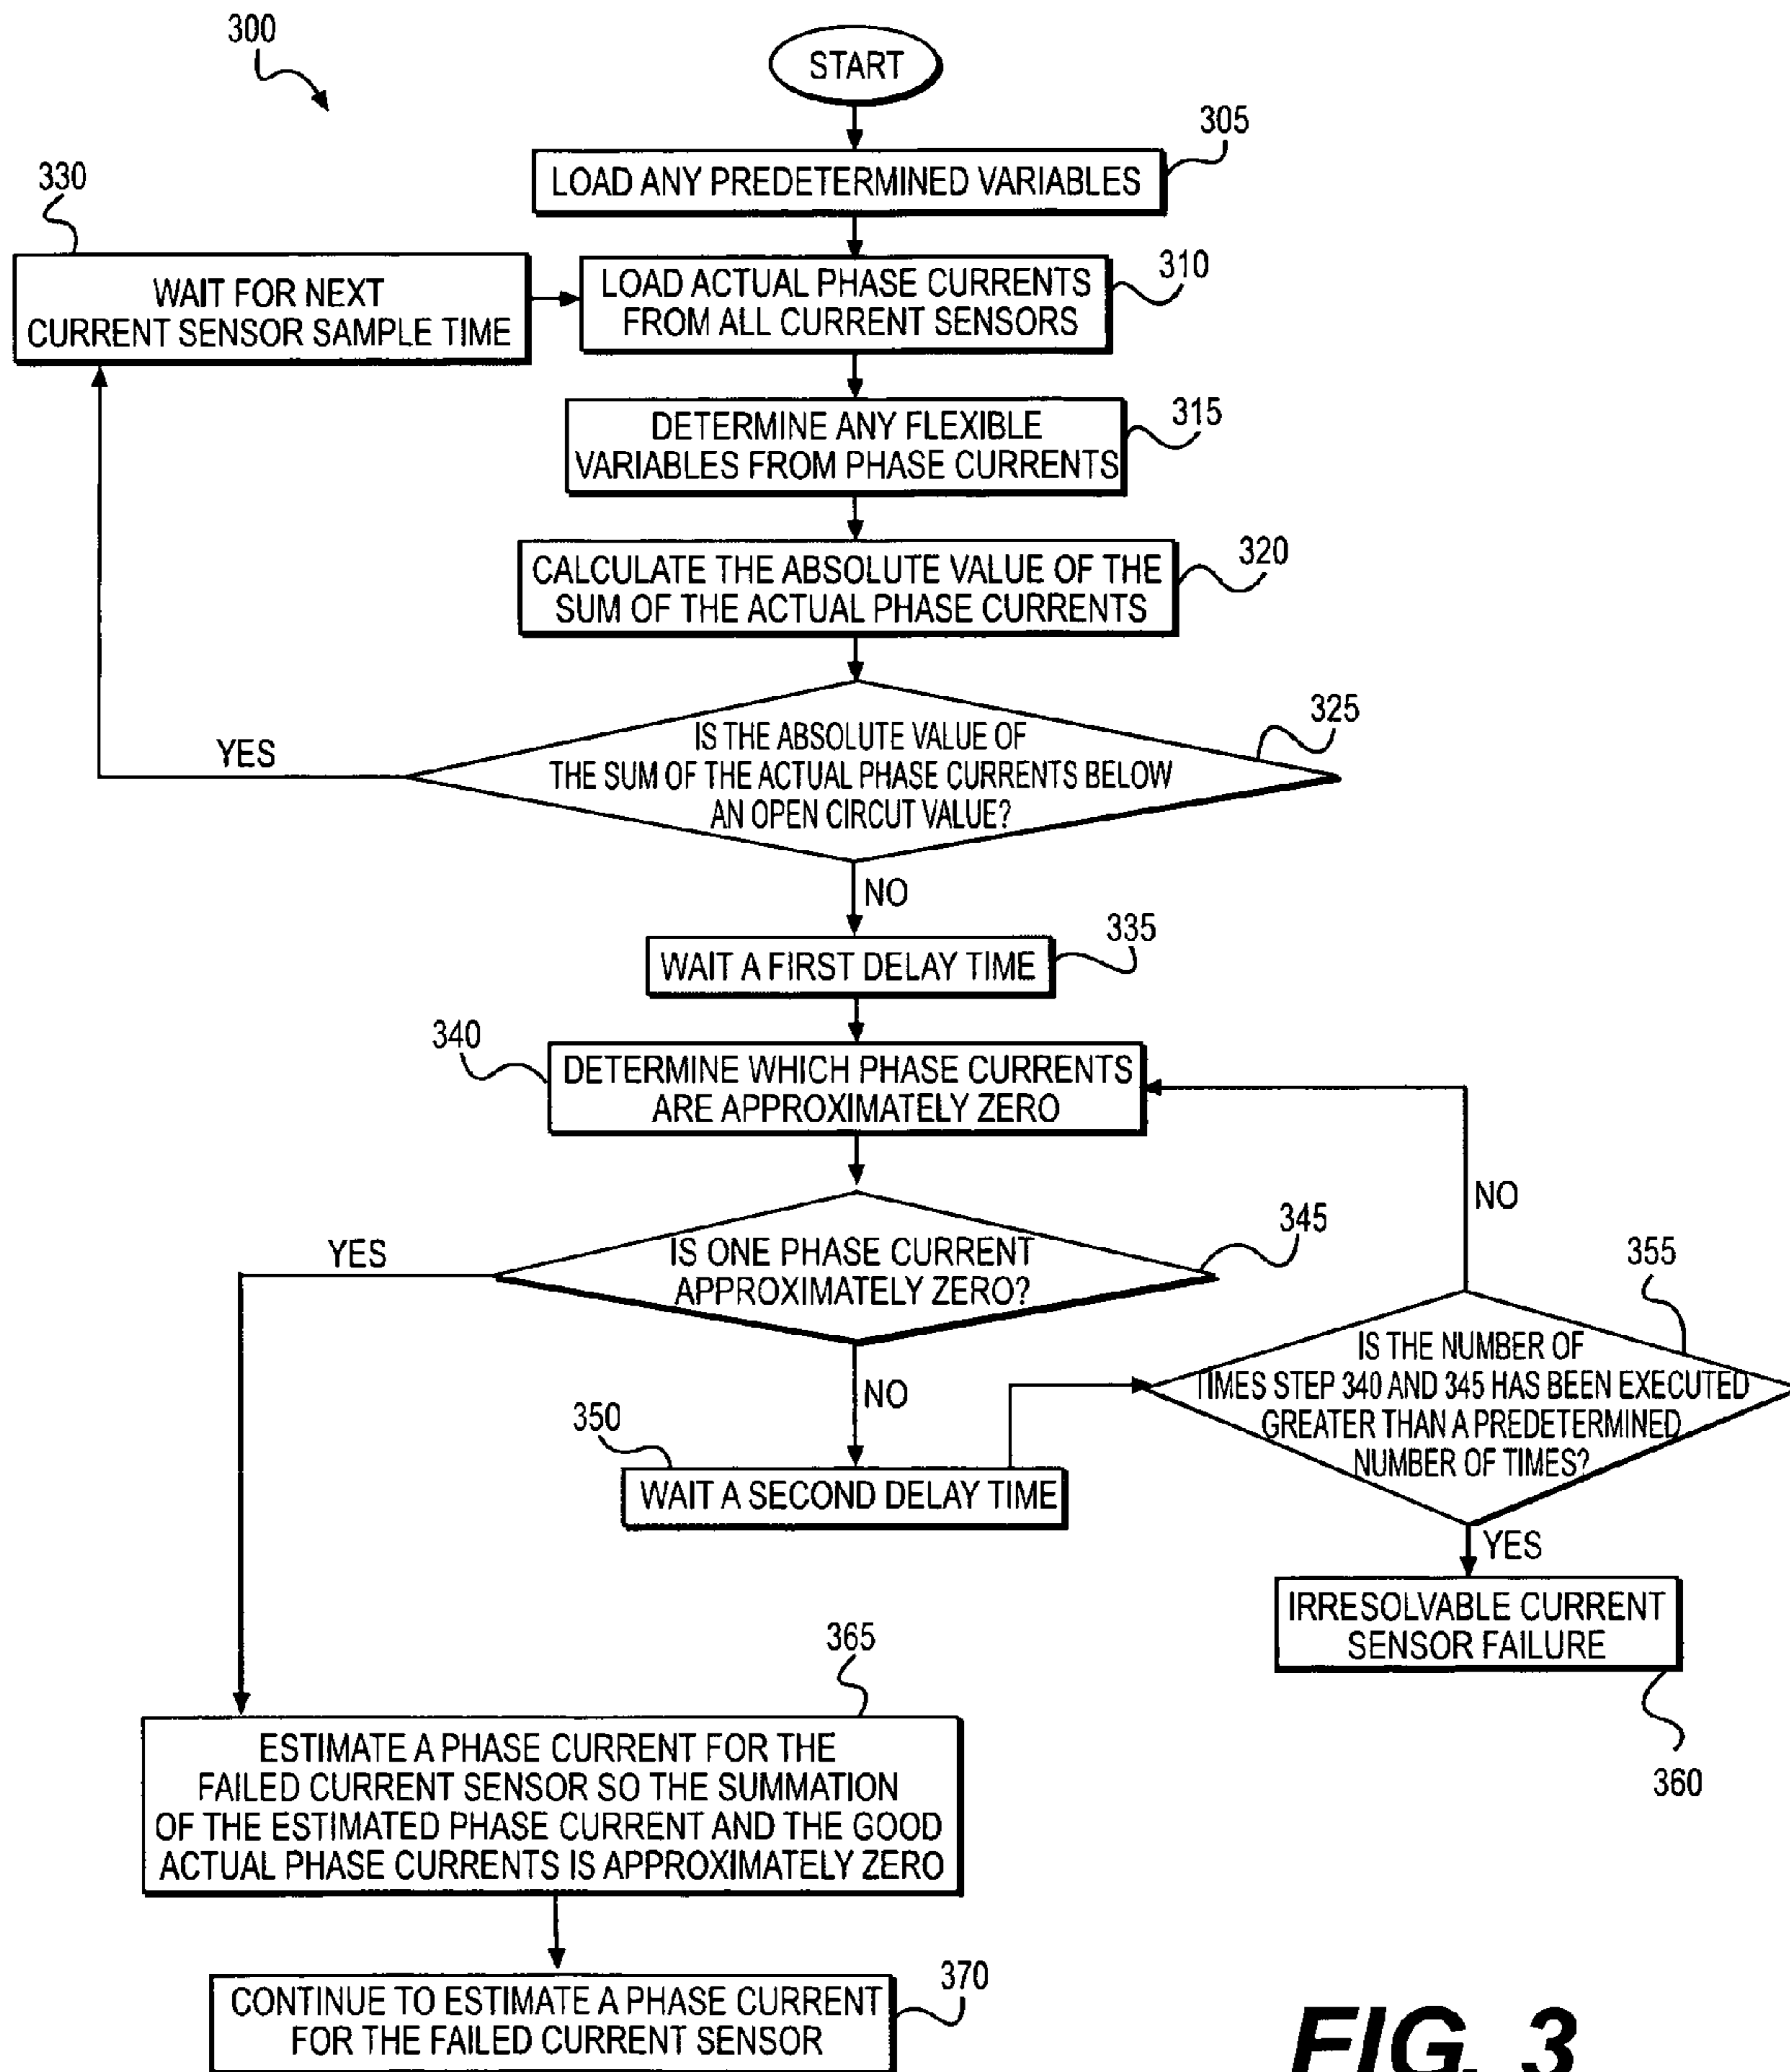 300
START
305
LOAD ANY PREDETERMINED VARIABLES
330
WAIT FOR NEXT
CURRENT SENSOR SAMPLE TIME
310
LOAD ACTUAL PHASE CURRENTS
FROM ALL CURRENT SENSORS
315
DETERMINE ANY FLEXIBLE
VARIABLES FROM PHASE CURRENTS
320
CALCULATE THE ABSOLUTE VALUE OF THE
SUM OF THE ACTUAL PHASE CURRENTS
325
IS THE ABSOLUTE VALUE OF
THE SUM OF THE ACTUAL PHASE CURRENTS BELOW
AN OPEN CIRCUT VALUE?
YES
NO
335
WAIT A FIRST DELAY TIME
340
DETERMINE WHICH PHASE CURRENTS
ARE APPROXIMATELY ZERO
345
IS ONE PHASE CURRENT
APPROXIMATELY ZERO?
YES
NO
350
WAIT A SECOND DELAY TIME
NO
355
IS THE NUMBER OF
TIMES STEP 340 AND 345 HAS BEEN EXECUTED
GREATER THAN A PREDETERMINED
NUMBER OF TIMES?
YES
IRRESOLVABLE CURRENT
SENSOR FAILURE
360
365
ESTIMATE A PHASE CURRENT FOR THE
FAILED CURRENT SENSOR SO THE SUMMATION
OF THE ESTIMATED PHASE CURRENT AND THE GOOD
ACTUAL PHASE CURRENTS IS APPROXIMATELY ZERO
370
CONTINUE TO ESTIMATE A PHASE CURRENT
FOR THE FAILED CURRENT SENSOR
FIG. 3